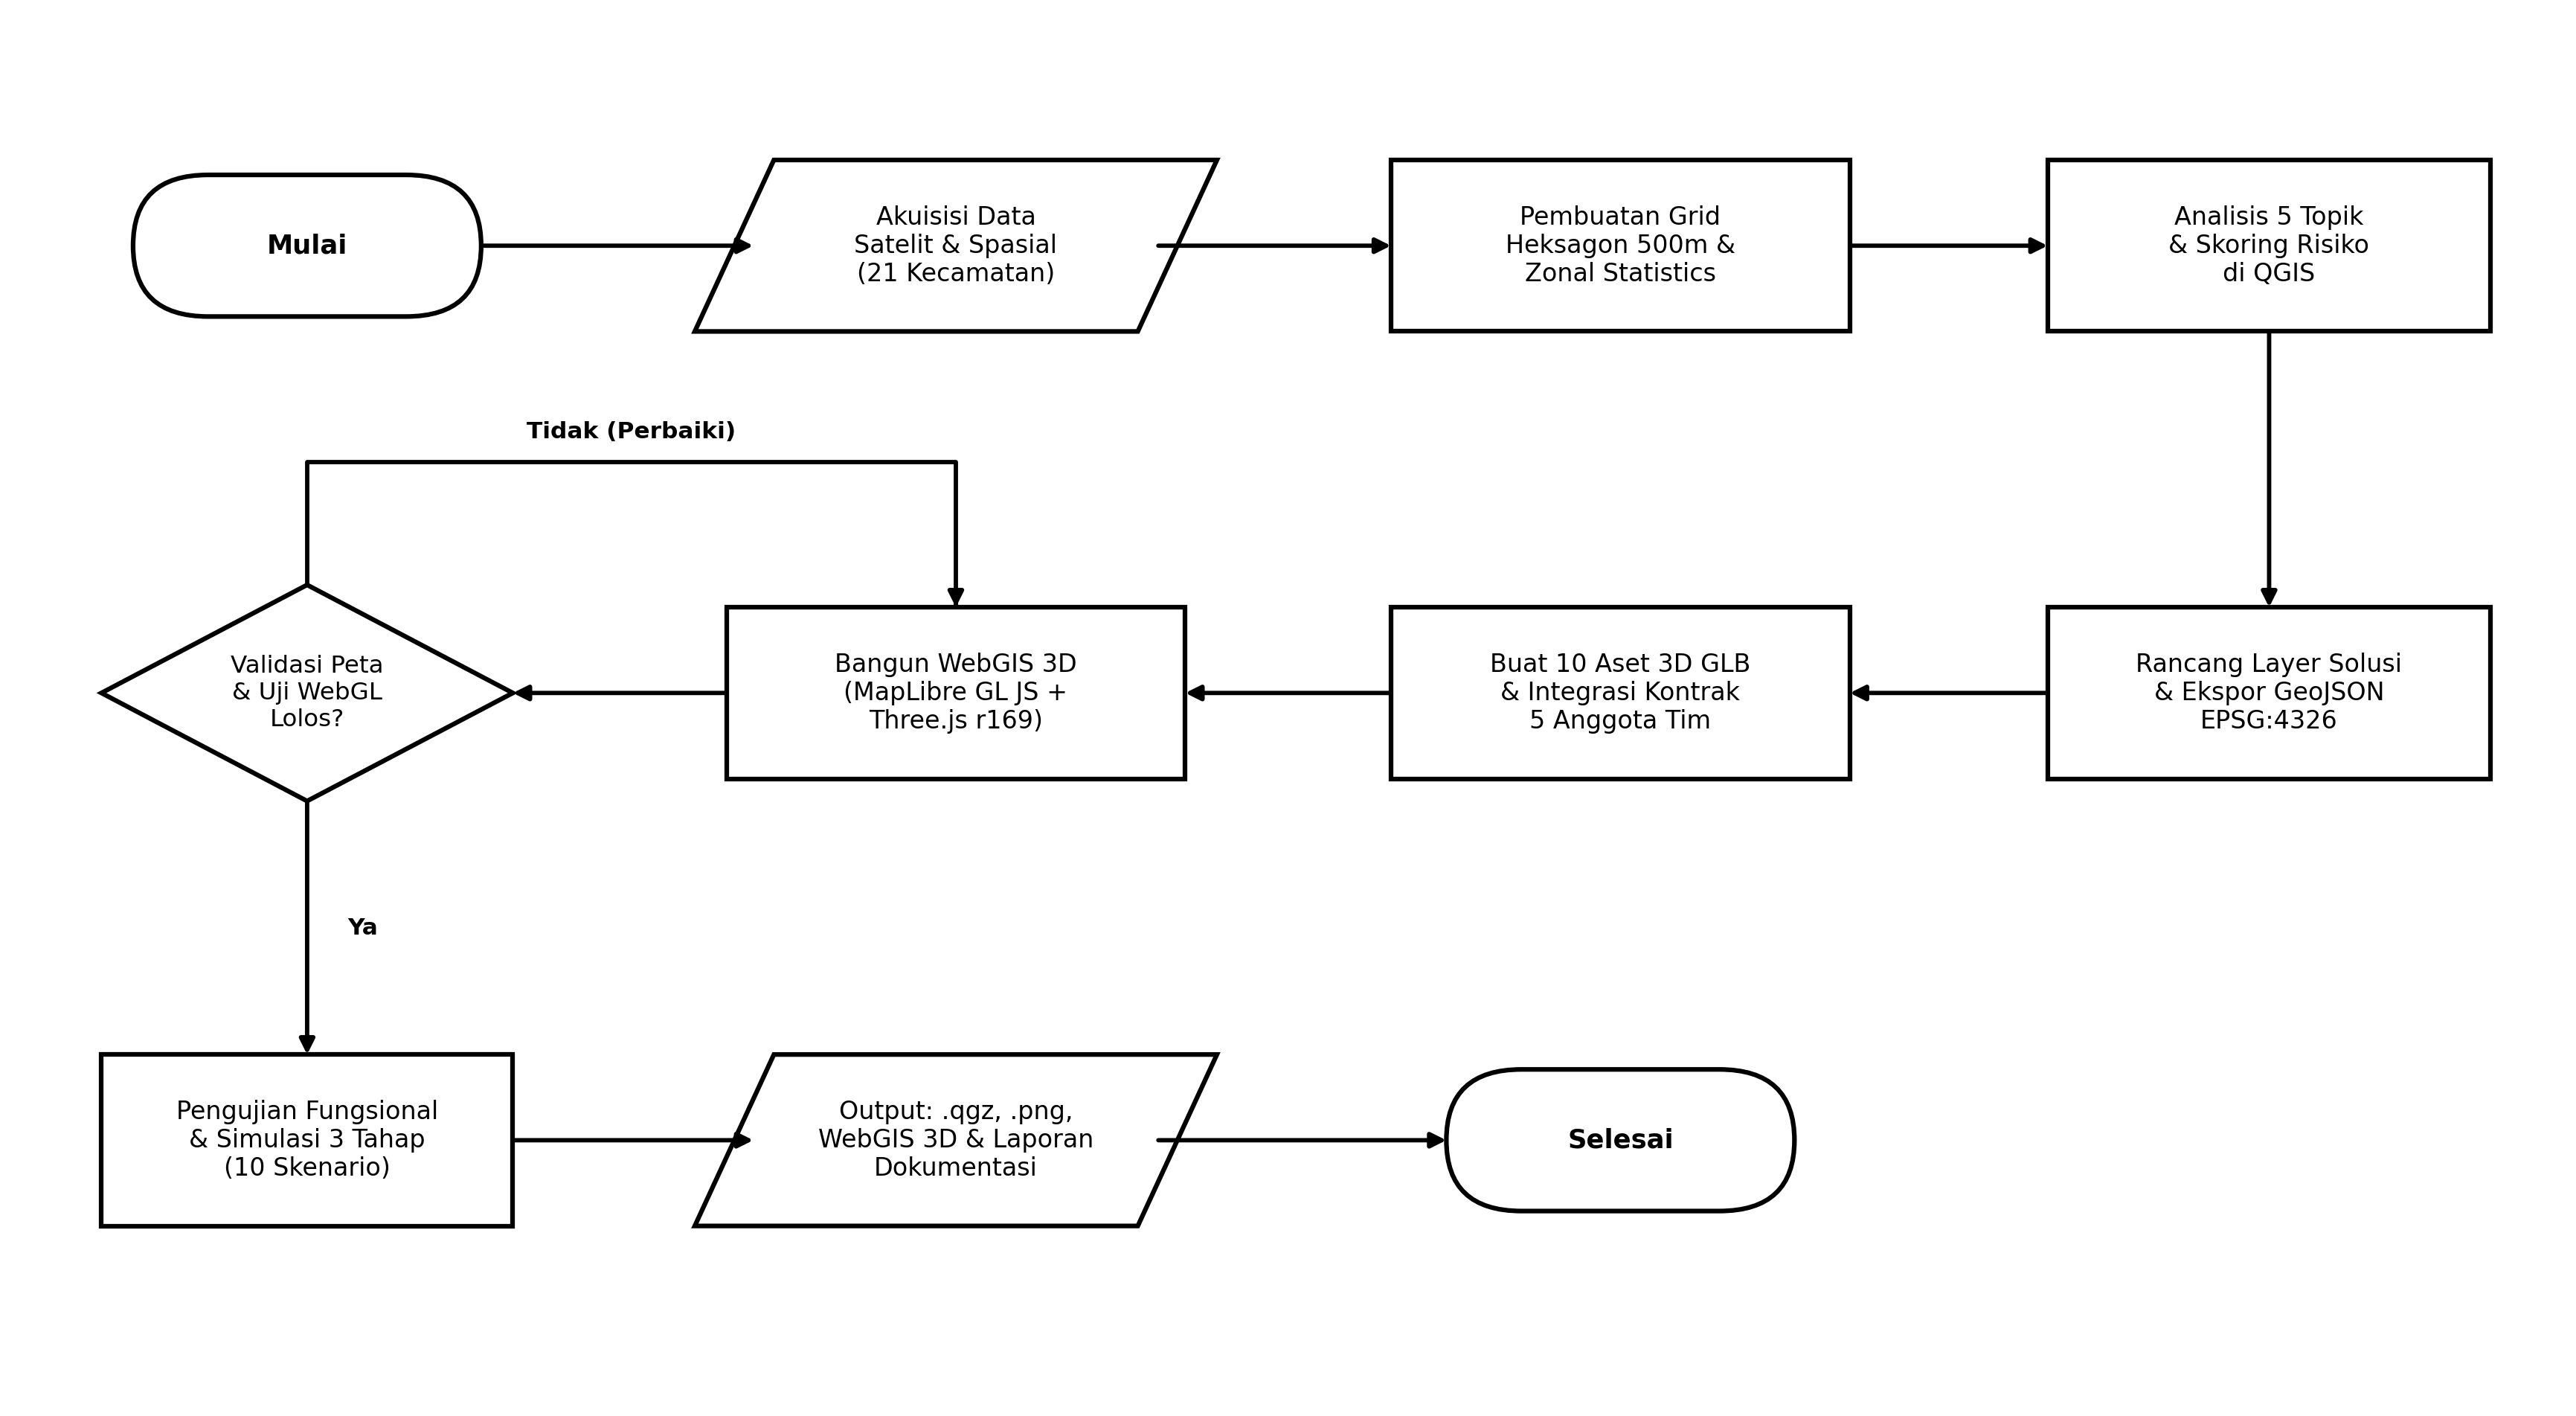 Mulai
Akuisisi Data
Satelit & Spasial
(21 Kecamatan)
Pembuatan Grid
Heksagon 500m &
Zonal Statistics
Analisis 5 Topik
& Skoring Risiko
di QGIS
Tidak (Perbaiki)
Rancang Layer Solusi
& Ekspor GeoJSON
EPSG:4326
Buat 10 Aset 3D GLB
& Integrasi Kontrak
5 Anggota Tim
Bangun WebGIS 3D
(MapLibre GL JS +
Three.js r169)
Validasi Peta
& Uji WebGL
Lolos?
Ya
Pengujian Fungsional
& Simulasi 3 Tahap
(10 Skenario)
Output: .qgz, .png,
WebGIS 3D & Laporan
Dokumentasi
Selesai